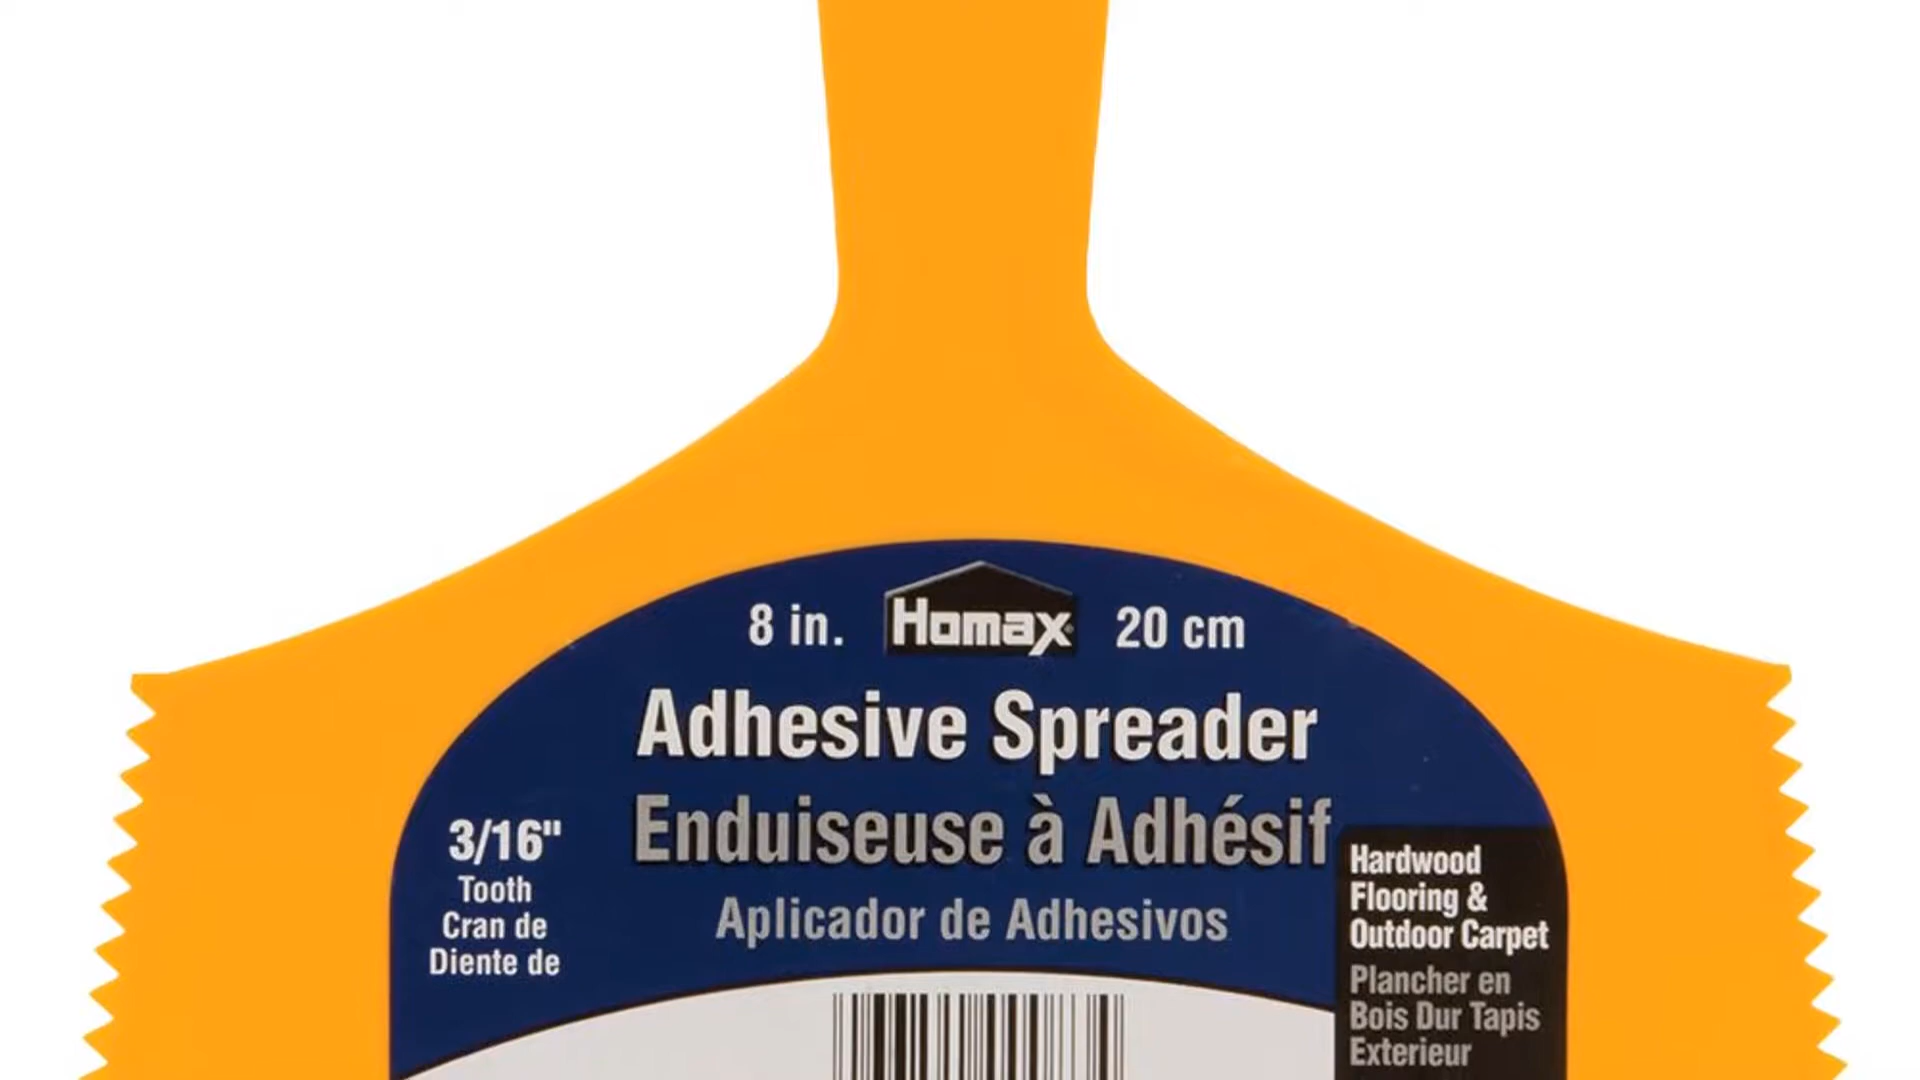 8 in. Homax 20 cm
Adhesive Spreader
Enduiseuse à Adhésif
Aplicador de Adhesivos
3/16"
Tooth
Cran de
Diente de
Hardwood
Flooring &
Outdoor Carpet
Plancher en
Bois Dur Tapis
Exterieur